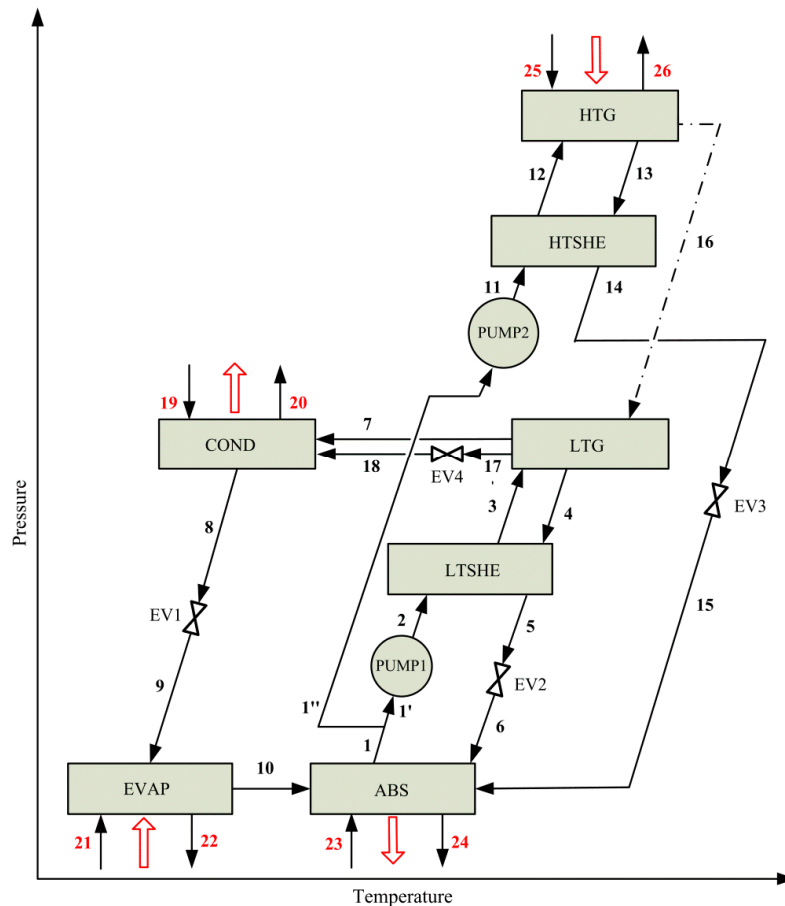 25
26
HTG
12
13
HTSHE
16
11
14
PUMP2
19
20
7
COND
LTG
18
17
EV4
3
4
EV3
8
LTSHE
15
EV1
2
5
PUMP1
EV2
9
1''
1'
6
1
10
EVAP
ABS
21
22
23
24
Pressure
Temperature